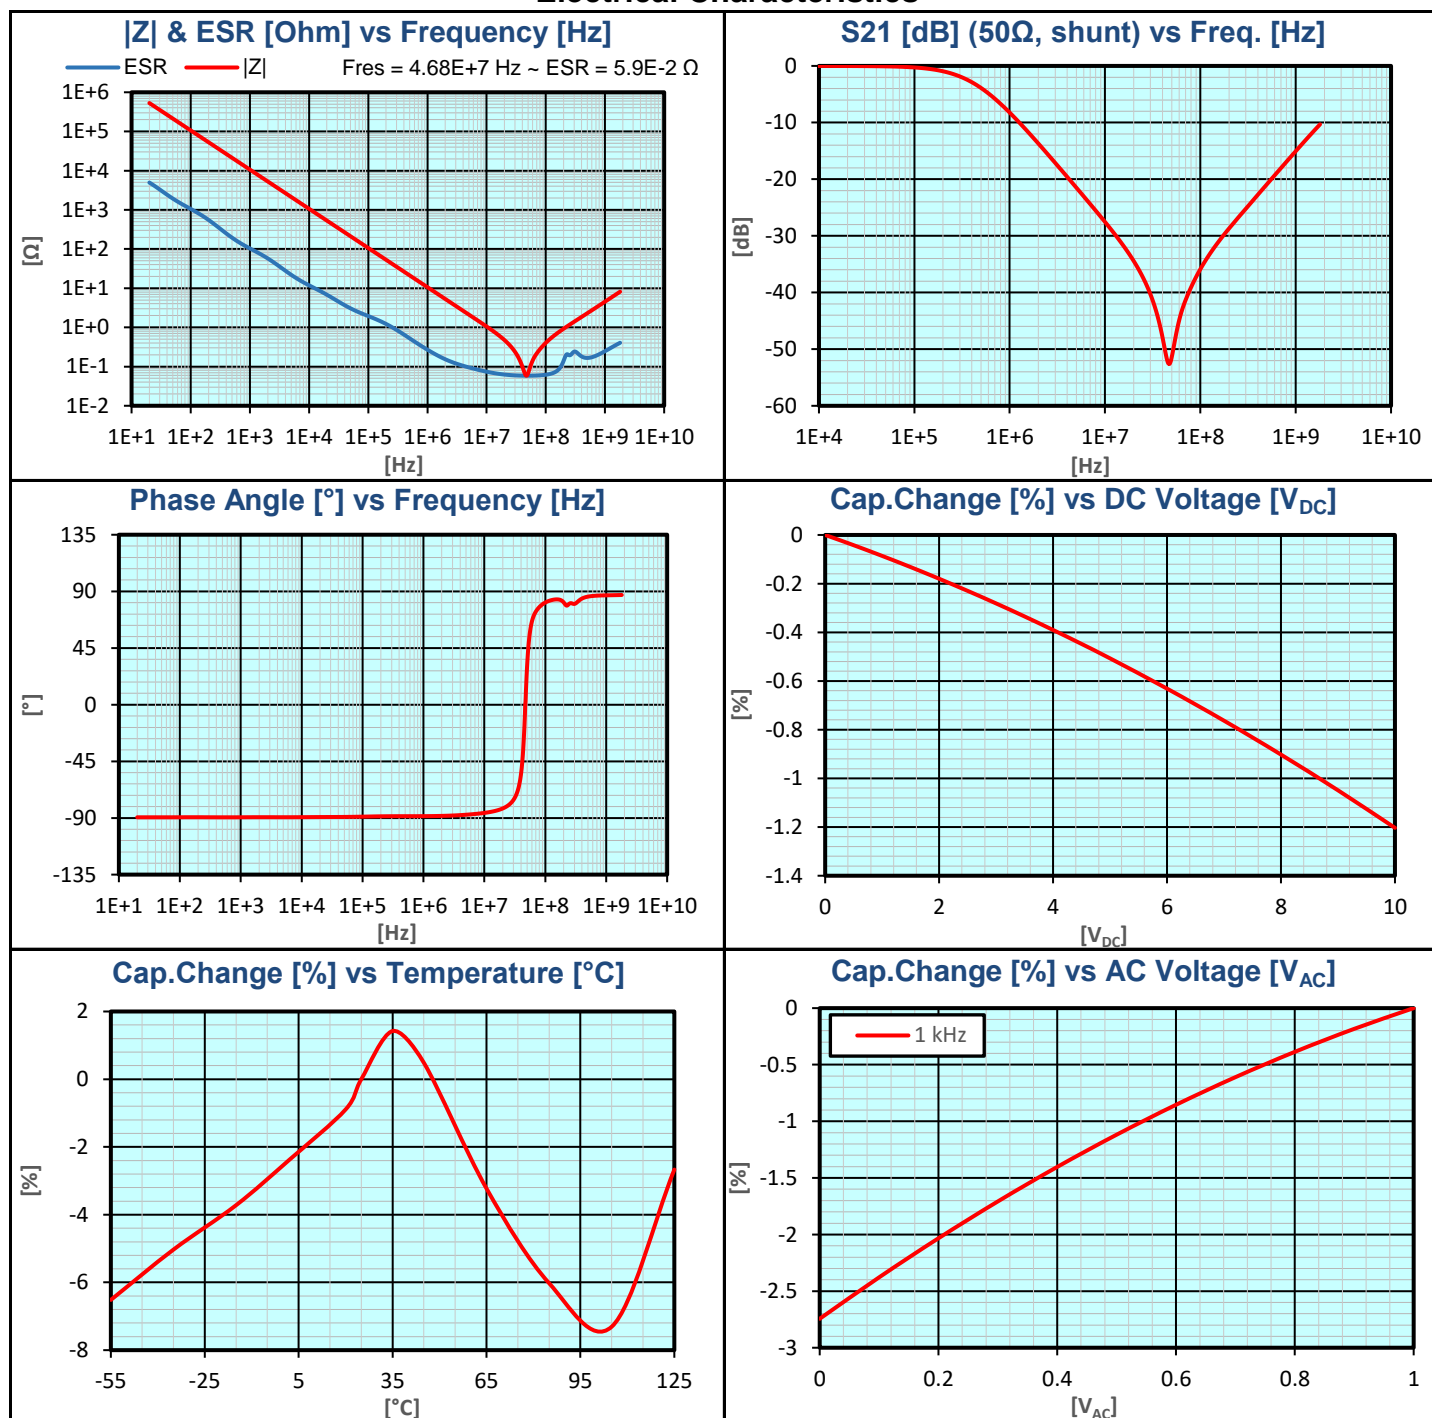 |Z| & ESR [Ohm] vs Frequency [Hz]
ESR |Z| Fres = 4.68E+7 Hz ~ ESR = 5.9E-2 Ω
1E+6
1E+5
1E+4
1E+3
1E+2
1E+1
1E+0
1E-1
1E-2
[Ω]
1E+1 1E+2 1E+3 1E+4 1E+5 1E+6 1E+7 1E+8 1E+9 1E+10
[Hz]
S21 [dB] (50Ω, shunt) vs Freq. [Hz]
0
-10
-20
-30
-40
-50
-60
[dB]
1E+4 1E+5 1E+6 1E+7 1E+8 1E+9 1E+10
[Hz]
Phase Angle [°] vs Frequency [Hz]
135
90
45
0
-45
-90
-135
[°]
1E+1 1E+2 1E+3 1E+4 1E+5 1E+6 1E+7 1E+8 1E+9 1E+10
[Hz]
Cap.Change [%] vs DC Voltage [VDC]
0
-0.2
-0.4
-0.6
-0.8
-1
-1.2
-1.4
[%]
0 2 4 6 8 10
[VDC]
Cap.Change [%] vs Temperature [°C]
2
0
-2
-4
-6
-8
[%]
-55 -25 5 35 65 95 125
[°C]
Cap.Change [%] vs AC Voltage [VAC]
1 kHz
0
-0.5
-1
-1.5
-2
-2.5
-3
[%]
0 0.2 0.4 0.6 0.8 1
[VAC]